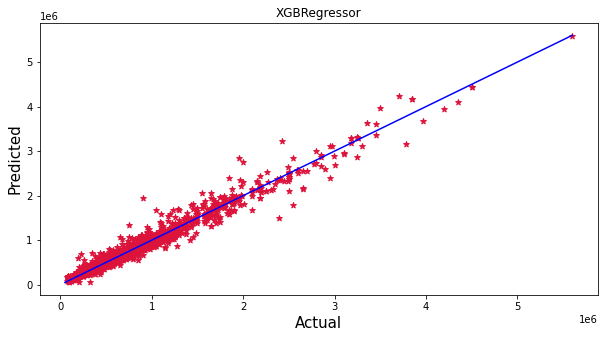 XGBRegressor
1e6
5
4
3
2
1
0
Predicted
0 1 2 3 4 5
1e6
Actual